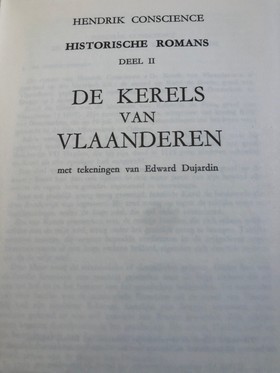 HENDRIK CONSCIENCE
HISTORISCHE ROMANS
DEEL II
DE KERELS
VAN
VLAANDEREN
met tekeningen van Edward Dujardin